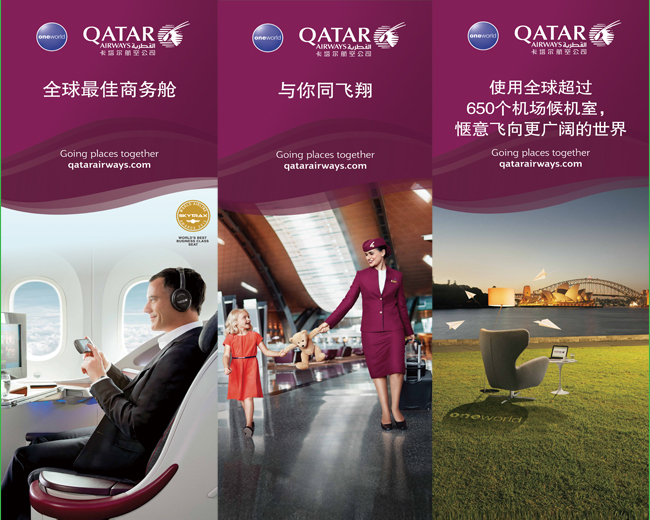 oneworld
QATAR
AIRWAYS القطرية
卡塔尔航空公司
全球最佳商务舱
Going places together
qatarairways.com
SKYTRAX
WORLD'S BEST
BUSINESS CLASS
SEAT
oneworld
QATAR
AIRWAYS القطرية
卡塔尔航空公司
与你同飞翔
Going places together
qatarairways.com
oneworld
QATAR
AIRWAYS القطرية
卡塔尔航空公司
使用全球超过
650个机场候机室，
惬意飞向更广阔的世界
Going places together
qatarairways.com
oneworld